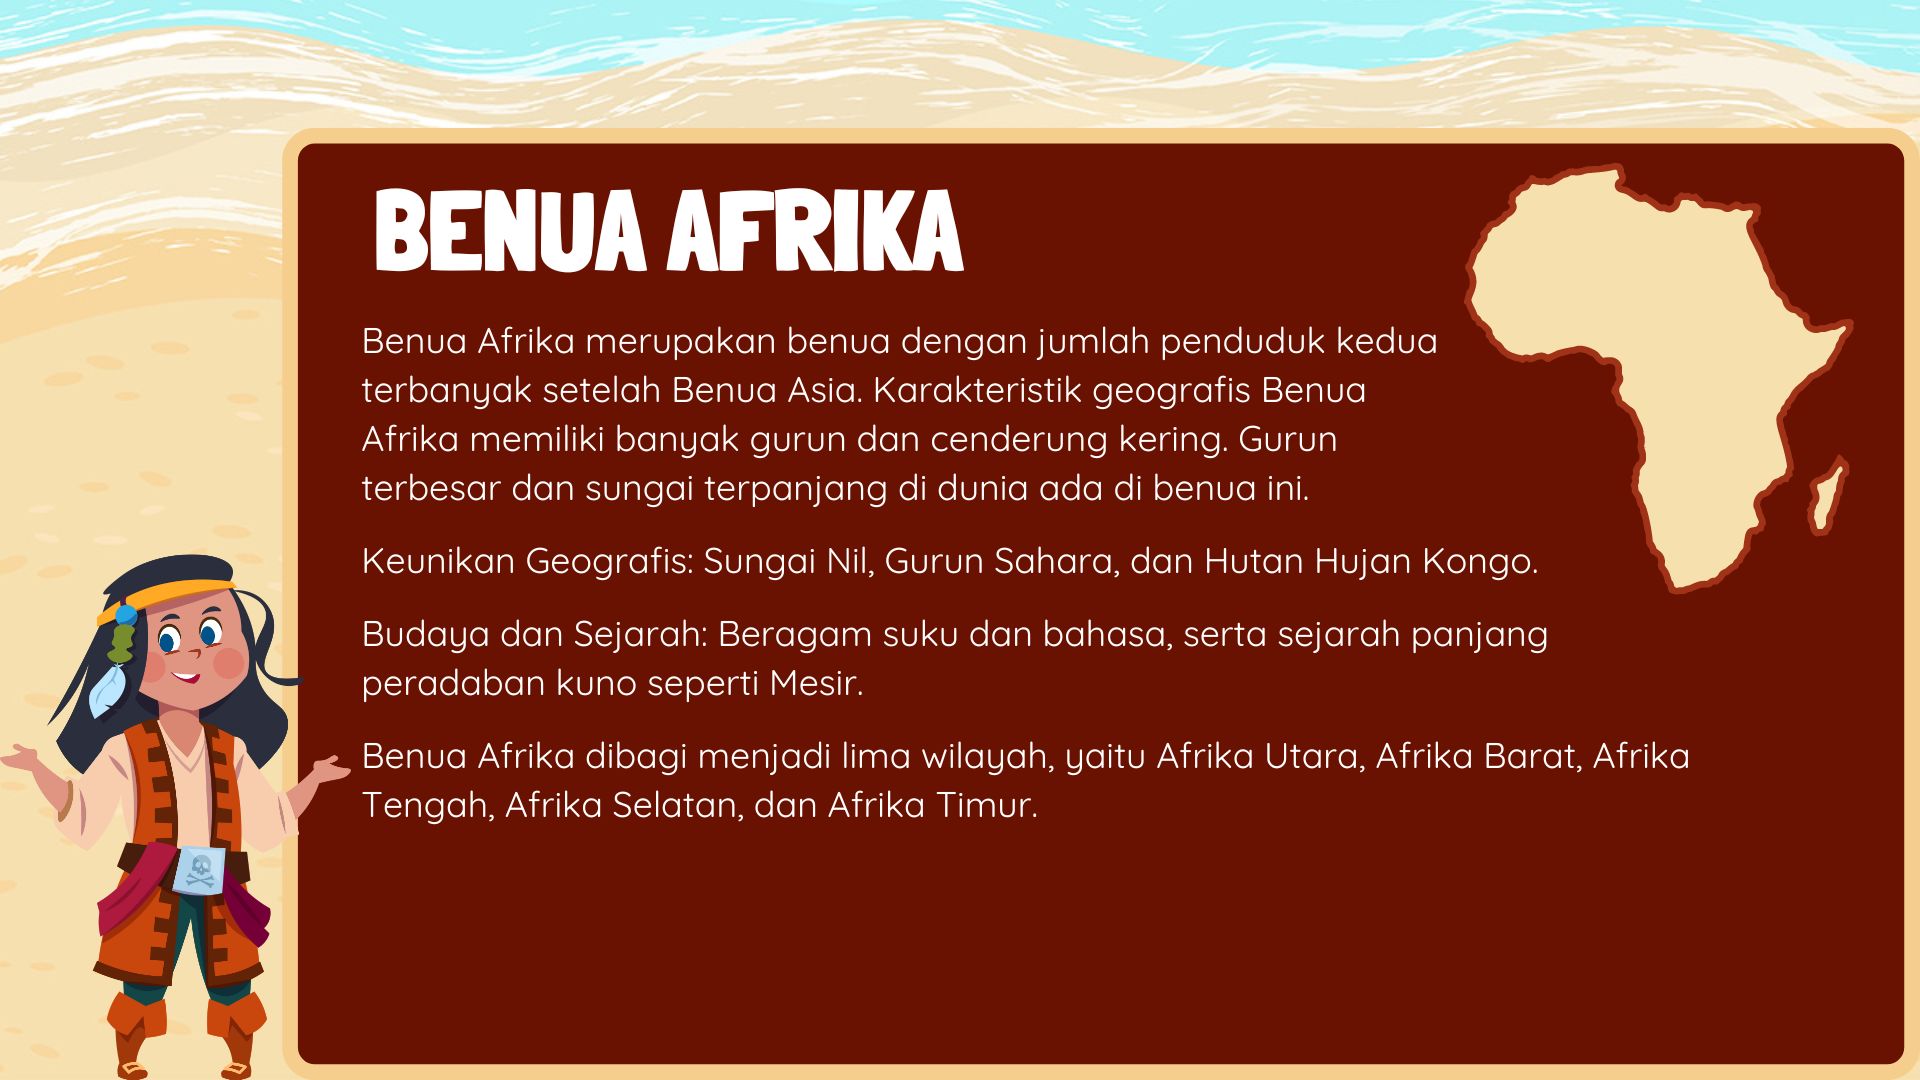 BENUA AFRIKA
Benua Afrika merupakan benua dengan jumlah penduduk kedua
terbanyak setelah Benua Asia. Karakteristik geografis Benua
Afrika memiliki banyak gurun dan cenderung kering. Gurun
terbesar dan sungai terpanjang di dunia ada di benua ini.
Keunikan Geografis: Sungai Nil, Gurun Sahara, dan Hutan Hujan Kongo.
Budaya dan Sejarah: Beragam suku dan bahasa, serta sejarah panjang
peradaban kuno seperti Mesir.
Benua Afrika dibagi menjadi lima wilayah, yaitu Afrika Utara, Afrika Barat, Afrika
Tengah, Afrika Selatan, dan Afrika Timur.